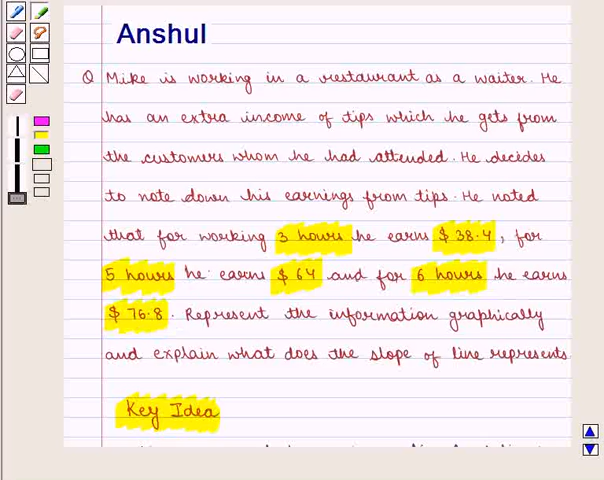 Anshul
Q Mike is working in a restaurant as a waiter. He
has an extra income of tips which he gets from
the customers whom he had attended. He decides
to note down his earnings from tips. He noted
that for working 3 hours he earns $ 38.4, for
5 hours he earns $ 64 and for 6 hours he earns
$ 76.8. Represent the information graphically
and explain what does the slope of line represents
Key Idea